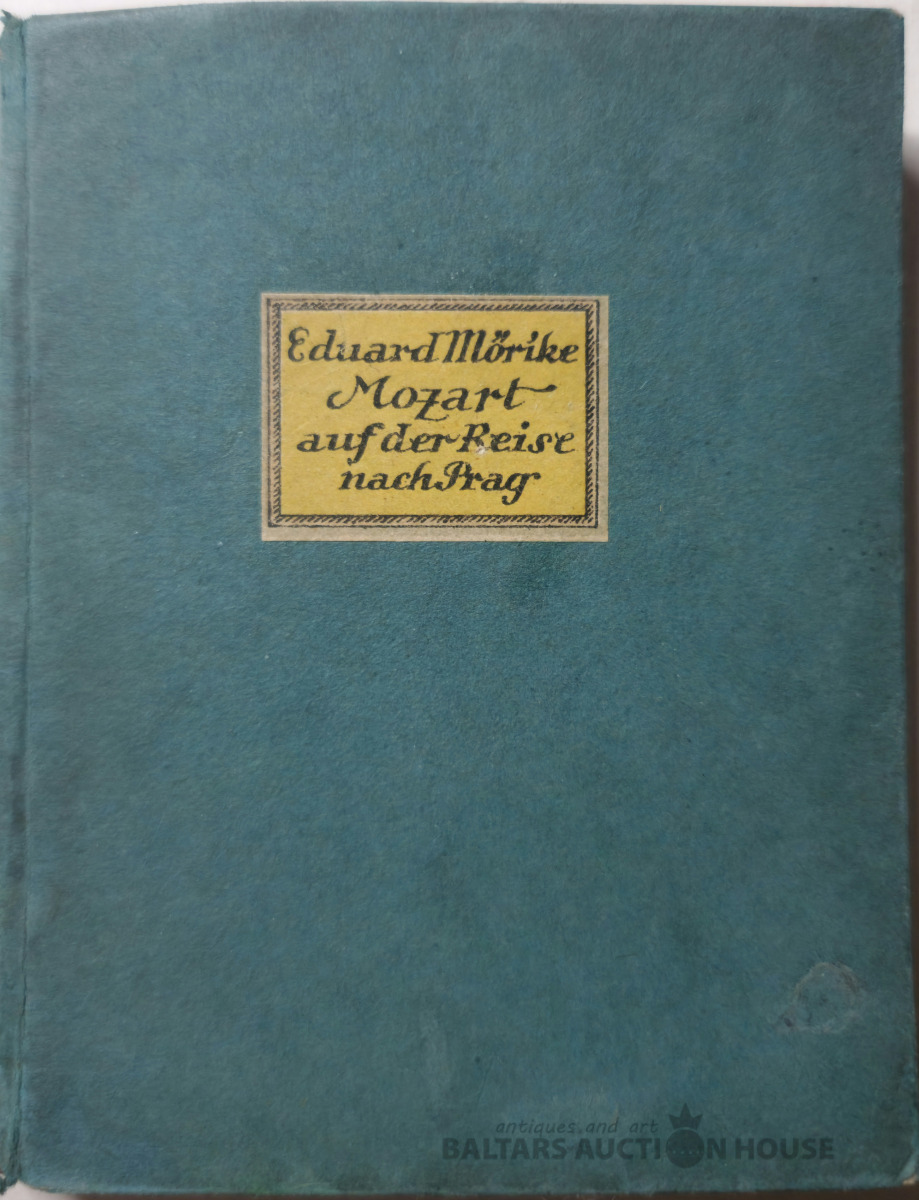 Eduard Mörike
Mozart
auf der Reise
nach Prag
antiques and art
BALTARS AUCTION HOUSE